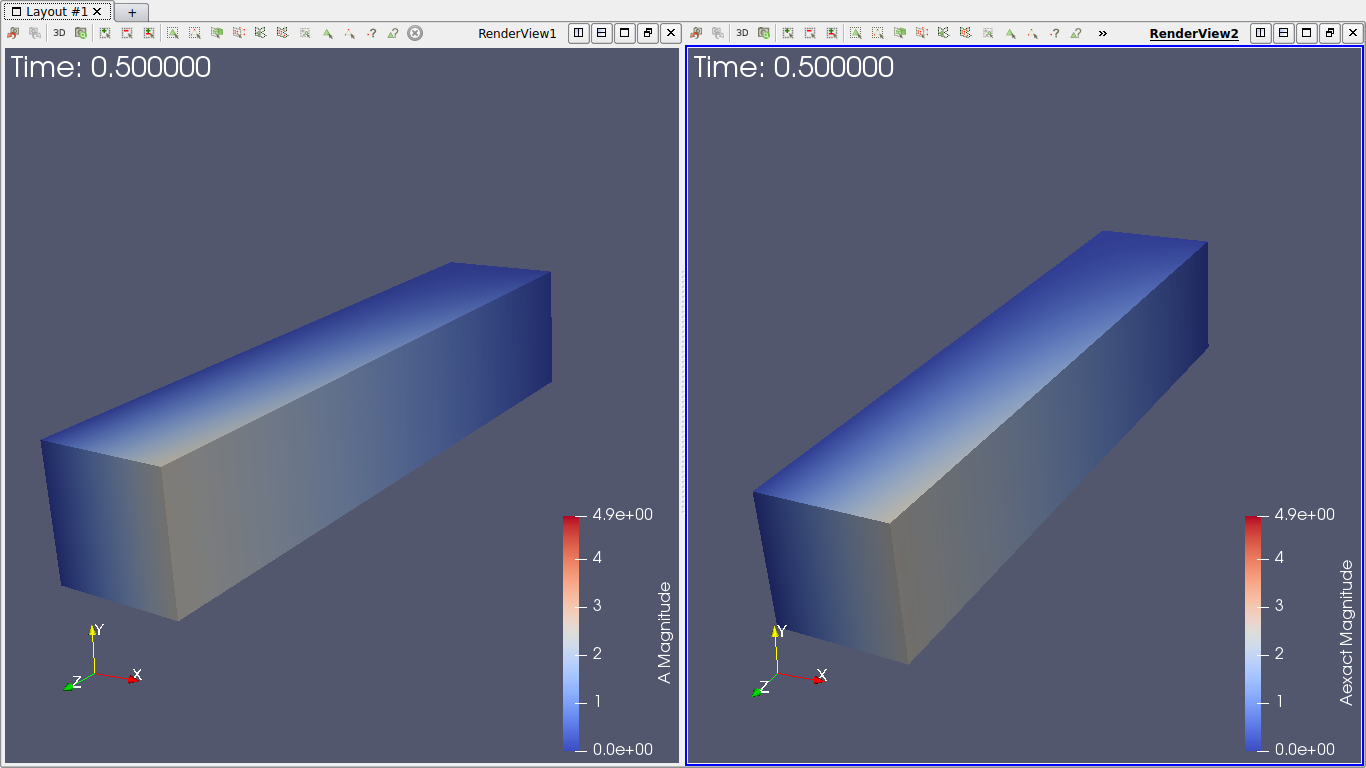 Layout #1
+
3D
RenderView1
3D
»
RenderView2
Time: 0.500000
4.9e+00
4
3
2
1
0.0e+00
A Magnitude
Y
X
Z
Time: 0.500000
4.9e+00
4
3
2
1
0.0e+00
Aexact Magnitude
Y
X
Z